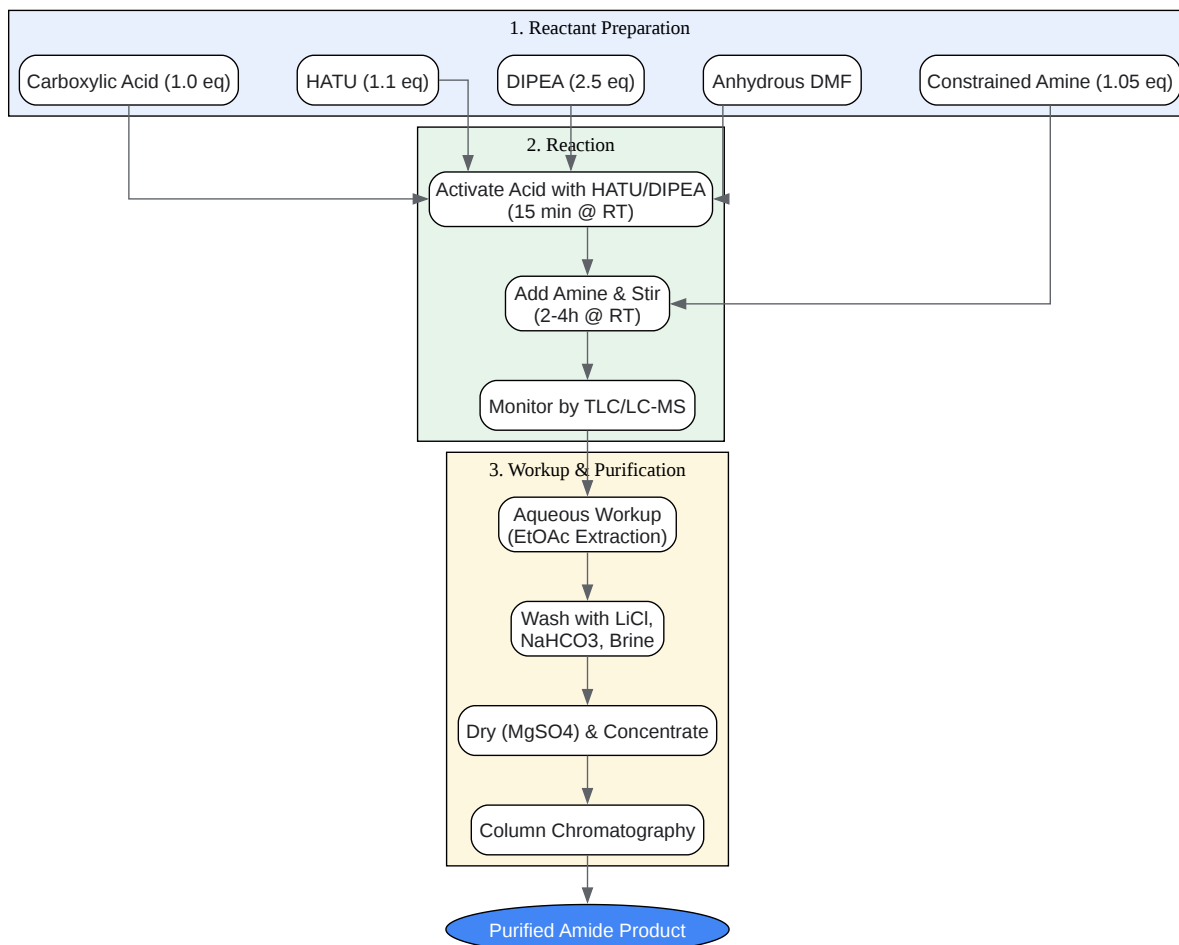 1. Reactant Preparation
Carboxylic Acid (1.0 eq)
HATU (1.1 eq)
DIPEA (2.5 eq)
Anhydrous DMF
Constrained Amine (1.05 eq)
2. Reaction
Activate Acid with HATU/DIPEA
(15 min @ RT)
Add Amine & Stir
(2-4h @ RT)
Monitor by TLC/LC-MS
3. Workup & Purification
Aqueous Workup
(EtOAc Extraction)
Wash with LiCl,
NaHCO3, Brine
Dry (MgSO4) & Concentrate
Column Chromatography
Purified Amide Product